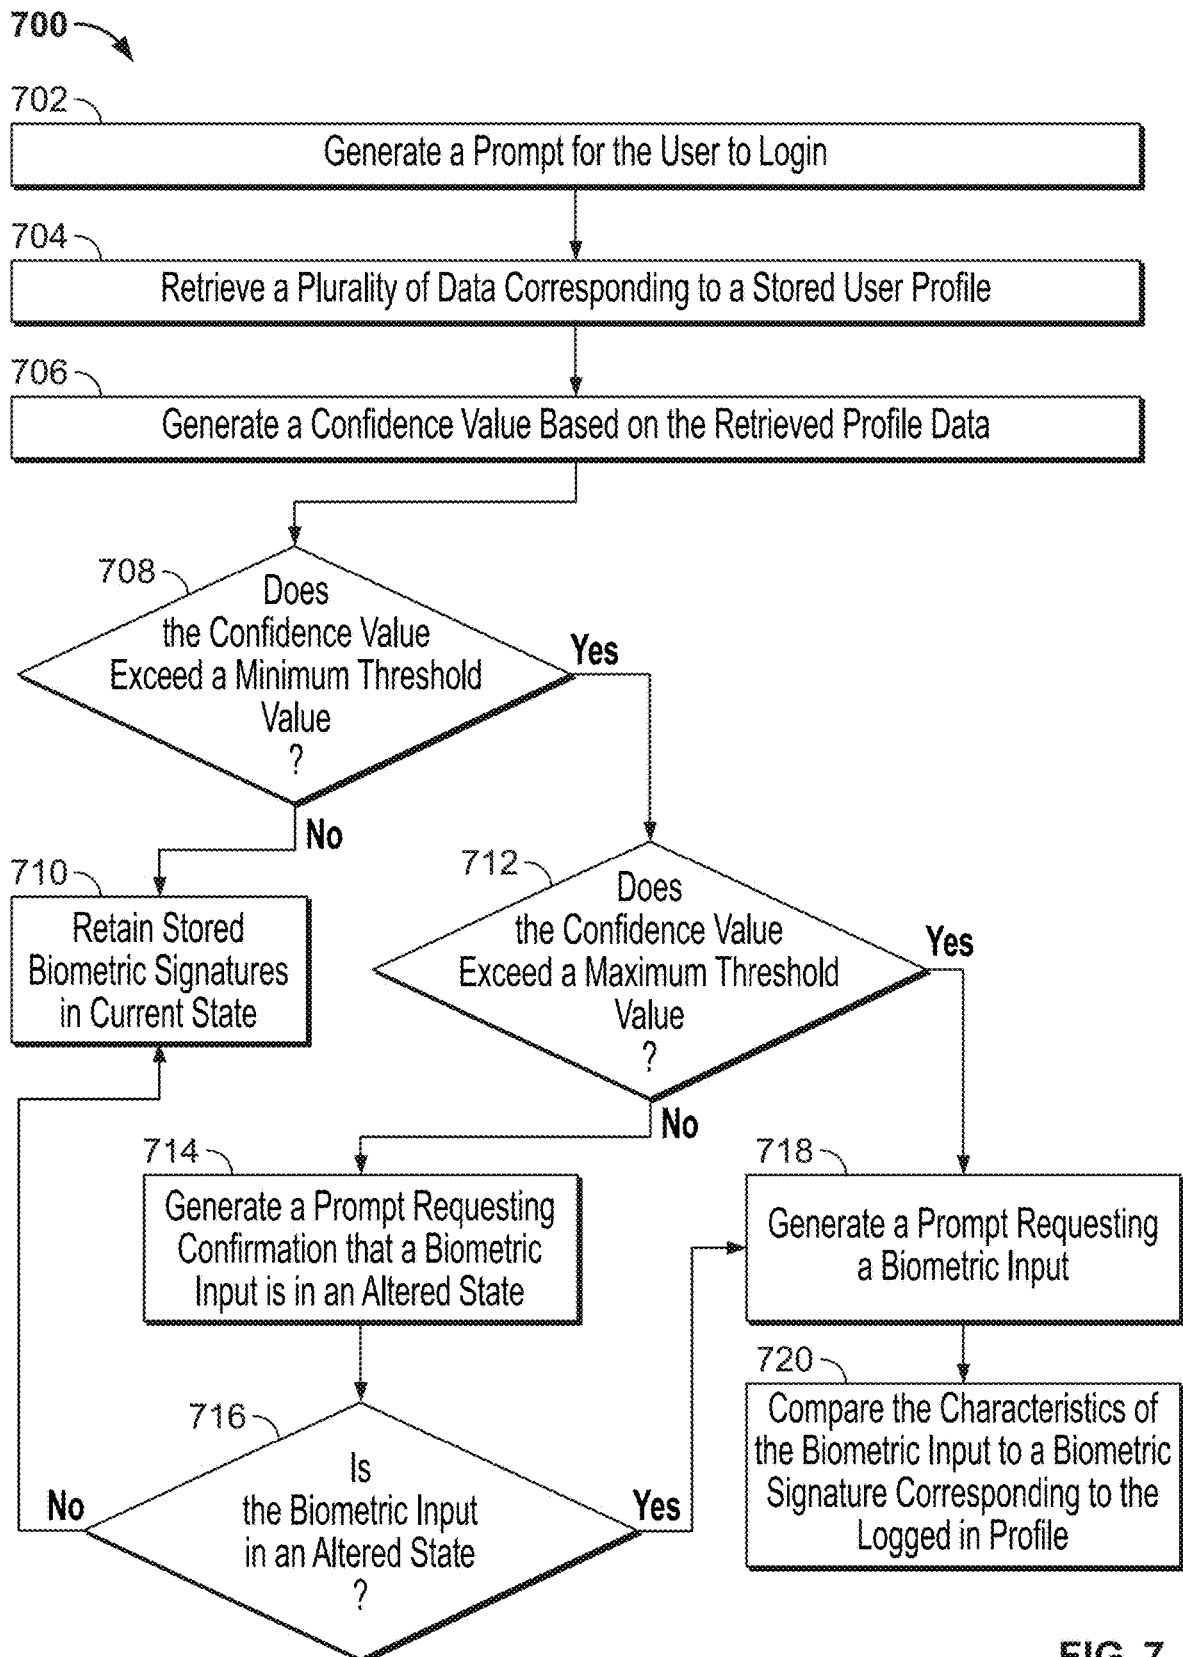 700
702
Generate a Prompt for the User to Login
704
Retrieve a Plurality of Data Corresponding to a Stored User Profile
706
Generate a Confidence Value Based on the Retrieved Profile Data
708
Does
the Confidence Value
Exceed a Minimum Threshold
Value
?
Yes
No
710
Retain Stored
Biometric Signatures
in Current State
712
Does
the Confidence Value
Exceed a Maximum Threshold
Value
?
Yes
No
714
Generate a Prompt Requesting
Confirmation that a Biometric
Input is in an Altered State
718
Generate a Prompt Requesting
a Biometric Input
716
Is
the Biometric Input
in an Altered State
?
No
Yes
720
Compare the Characteristics of
the Biometric Input to a Biometric
Signature Corresponding to the
Logged in Profile
FIG. 7